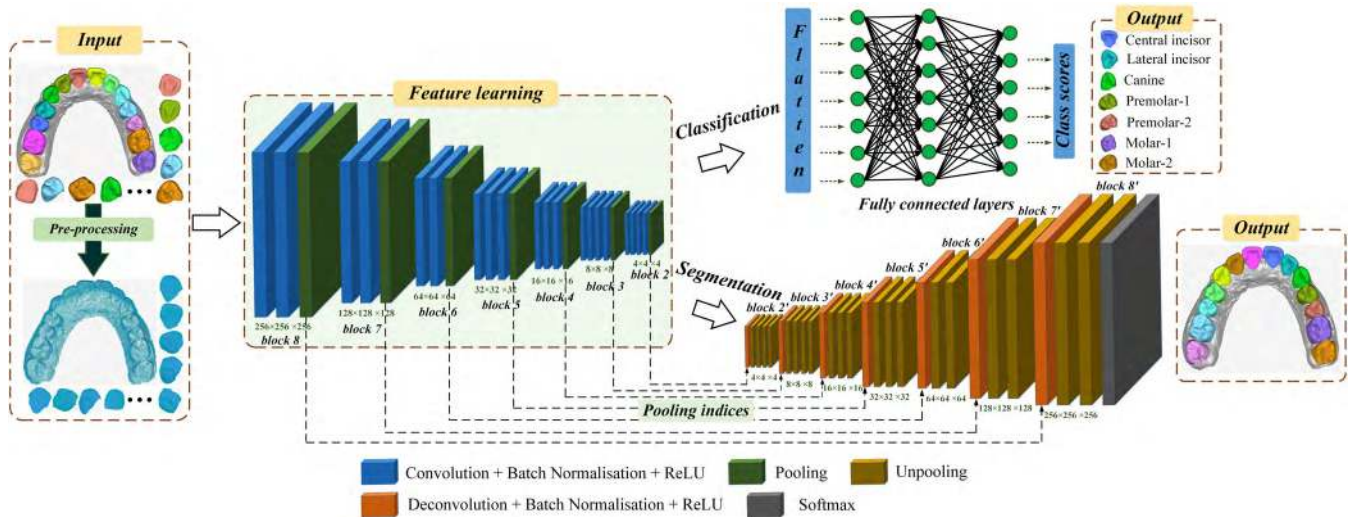 Input
Pre-processing
Feature learning
256×256 ×256
block 8
128×128 ×128
block 7
64×64 ×64
block 6
32×32 ×32
block 5
16×16 ×16
block 4
8×8 ×8
block 3
4×4 ×4
block 2
Classification
Flatten
Fully connected layers
Class scores
Output
Central incisor
Lateral incisor
Canine
Premolar-1
Premolar-2
Molar-1
Molar-2
Segmentation
block 2'
4×4 ×4
block 3'
8×8 ×8
block 4'
16×16 ×16
block 5'
32×32 ×32
block 6'
64×64 ×64
block 7'
128×128 ×128
block 8'
256×256 ×256
Output
Pooling indices
Convolution + Batch Normalisation + ReLU
Pooling
Unpooling
Deconvolution + Batch Normalisation + ReLU
Softmax